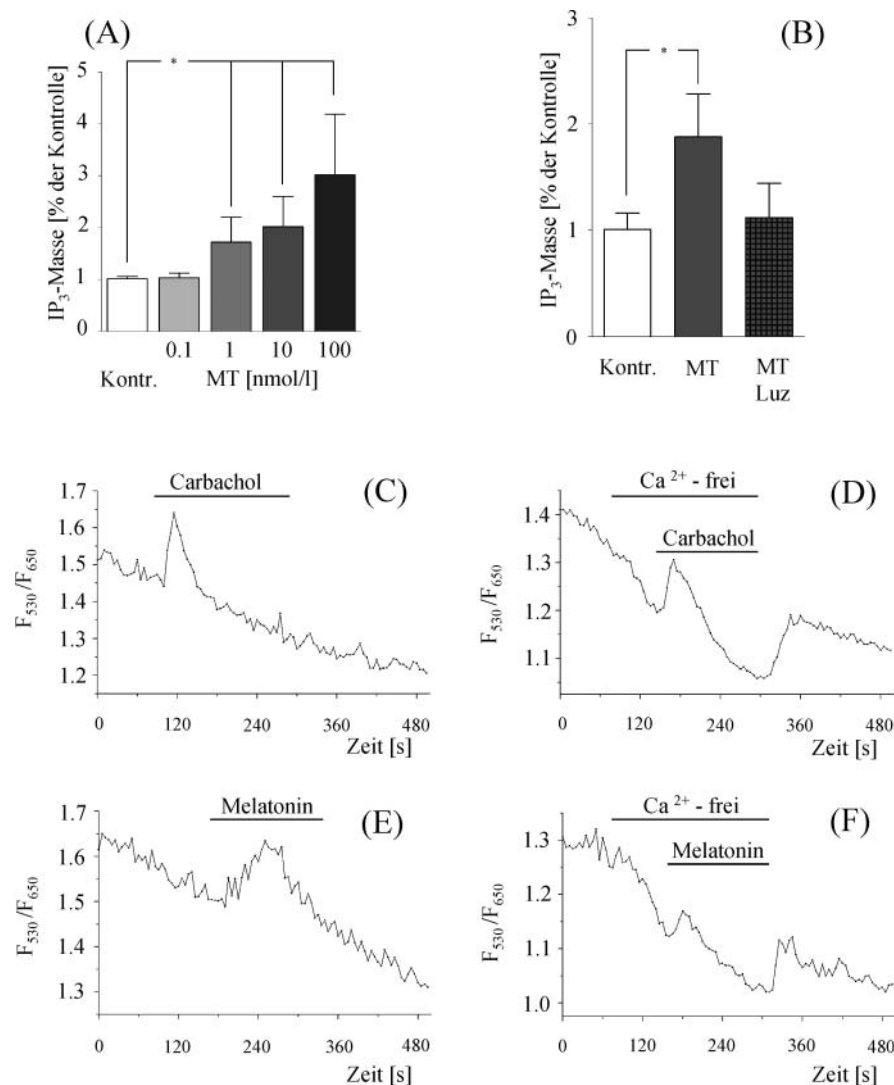 (A)
IP3-Masse [% der Kontrolle]
5
4
3
2
1
0
*
0.1 1 10 100
Kontr. MT [nmol/l]
(B)
IP3-Masse [% der Kontrolle]
3
2
1
0
*
Kontr. MT MT
Luz
(C)
Carbachol
F530/F650
1.7
1.6
1.5
1.4
1.3
1.2
0 120 240 360 480
Zeit [s]
(D)
Ca 2+ - frei
Carbachol
F530/F650
1.4
1.3
1.2
1.1
0 120 240 360 480
Zeit [s]
(E)
Melatonin
F530/F650
1.7
1.6
1.5
1.4
1.3
0 120 240 360 480
Zeit [s]
(F)
Ca 2+ - frei
Melatonin
F530/F650
1.3
1.2
1.1
1.0
0 120 240 360 480
Zeit [s]